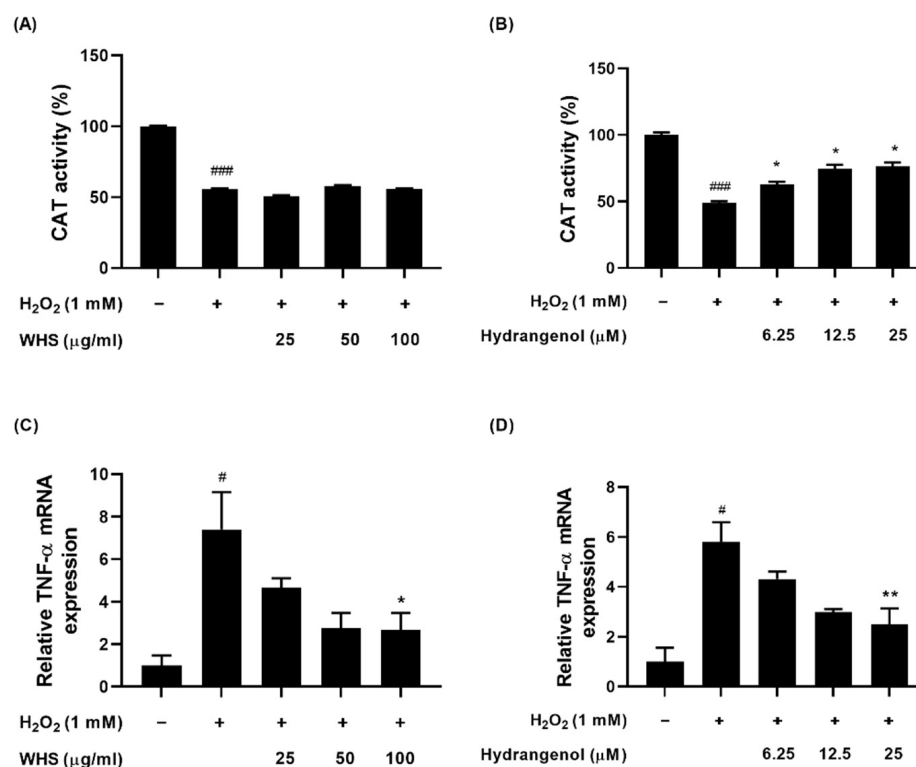 (A)
150
100
50
0
CAT activity (%)
###
H₂O₂ (1 mM) – + + + +
WHS (μg/ml) 25 50 100
(B)
150
100
50
0
CAT activity (%)
### * * *
H₂O₂ (1 mM) – + + + +
Hydrangenol (μM) 6.25 12.5 25
(C)
10
8
6
4
2
0
Relative TNF-α mRNA
expression
# *
H₂O₂ (1 mM) – + + + +
WHS (μg/ml) 25 50 100
(D)
8
6
4
2
0
Relative TNF-α mRNA
expression
# **
H₂O₂ (1 mM) – + + + +
Hydrangenol (μM) 6.25 12.5 25